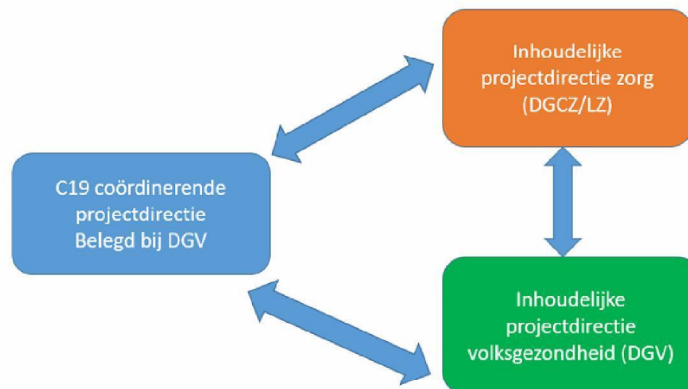 Inhoudelijke
projectdirectie zorg
(DGCZ/LZ)
C19 coördinerende
projectdirectie
Belegd bij DGV
Inhoudelijke
projectdirectie
volksgezondheid (DGV)